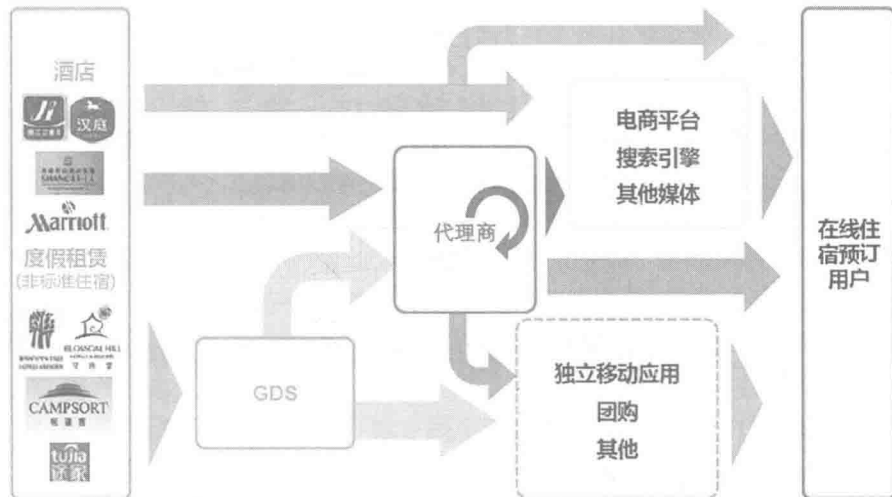 酒店
汉庭
Marriott
度假租赁
(非标准住宿)
CAMPSORT
tujia
途家
GDS
代理商
电商平台
搜索引擎
其他媒体
独立移动应用
团购
其他
在线住
宿预订
用户